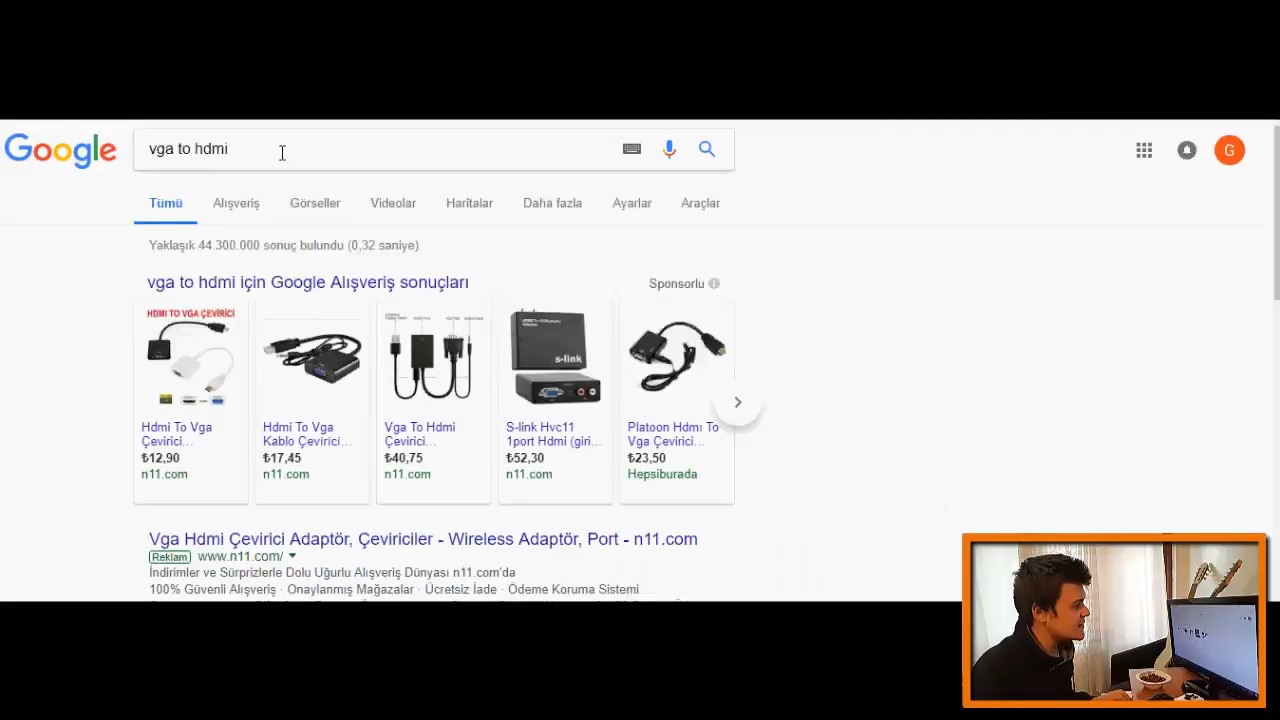 Google
vga to hdmi
G
Tümü
Alışveriş
Görseller
Videolar
Haritalar
Daha fazla
Ayarlar
Araçlar
Yaklaşık 44.300.000 sonuç bulundu (0,32 saniye)
vga to hdmi için Google Alışveriş sonuçları
Sponsorlu
HDMI TO VGA ÇEVİRİCİ
Hdmi To Vga
Çevirici...
₺12,90
n11.com
Hdmi To Vga
Kablo Çevirici...
₺17,45
n11.com
Vga To Hdmi
Çevirici...
₺40,75
n11.com
s-link
S-link Hvc11
1port Hdmi (giri...
₺52,30
n11.com
Platoon Hdmı To
Vga Çevirici...
₺23,50
Hepsiburada
Vga Hdmi Çevirici Adaptör, Çeviriciler - Wireless Adaptör, Port - n11.com
Reklam www.n11.com/
İndirimler ve Sürprizlerle Dolu Uğurlu Alışveriş Dünyası n11.com'da
100% Güvenli Alışveriş · Onaylanmış Mağazalar · Ücretsiz İade · Ödeme Koruma Sistemi